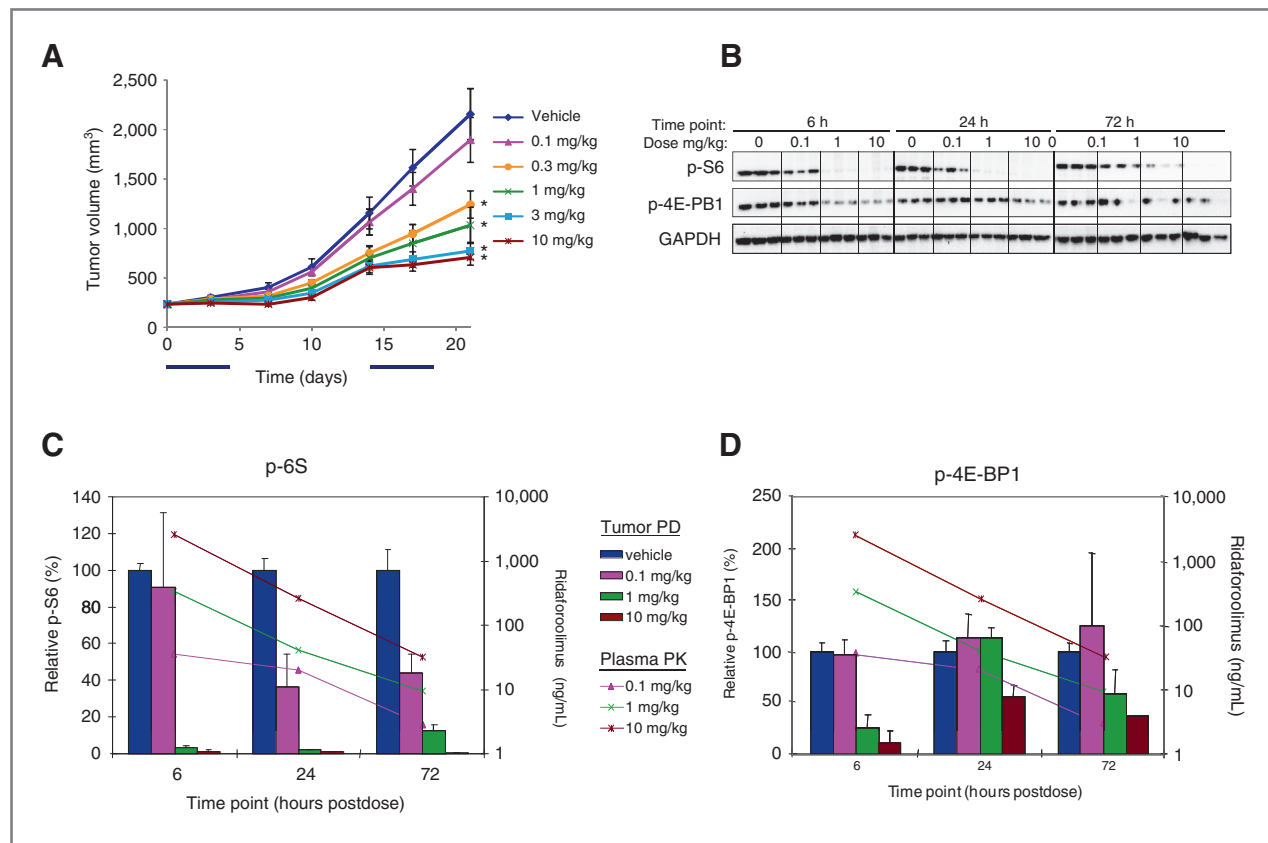 A
2,500
2,000
1,500
1,000
500
0
Tumor volume (mm³)
0 5 10 15 20
Time (days)
Vehicle
0.1 mg/kg
0.3 mg/kg
1 mg/kg
3 mg/kg
10 mg/kg
*
*
*
*
B
Time point: 6 h 24 h 72 h
Dose mg/kg: 0 0.1 1 10 0 0.1 1 10 0 0.1 1 10
p-S6
p-4E-PB1
GAPDH
C
p-6S
140
120
100
80
60
40
20
0
Relative p-S6 (%)
10,000
1,000
100
10
1
Ridaforoolimus (ng/mL)
6 24 72
Time point (hours postdose)
Tumor PD
vehicle
0.1 mg/kg
1 mg/kg
10 mg/kg
Plasma PK
0.1 mg/kg
1 mg/kg
10 mg/kg
D
p-4E-BP1
250
200
150
100
50
0
Relative p-4E-BP1 (%)
10,000
1,000
100
10
1
Ridaforoolimus (ng/mL)
6 24 72
Time point (hours postdose)